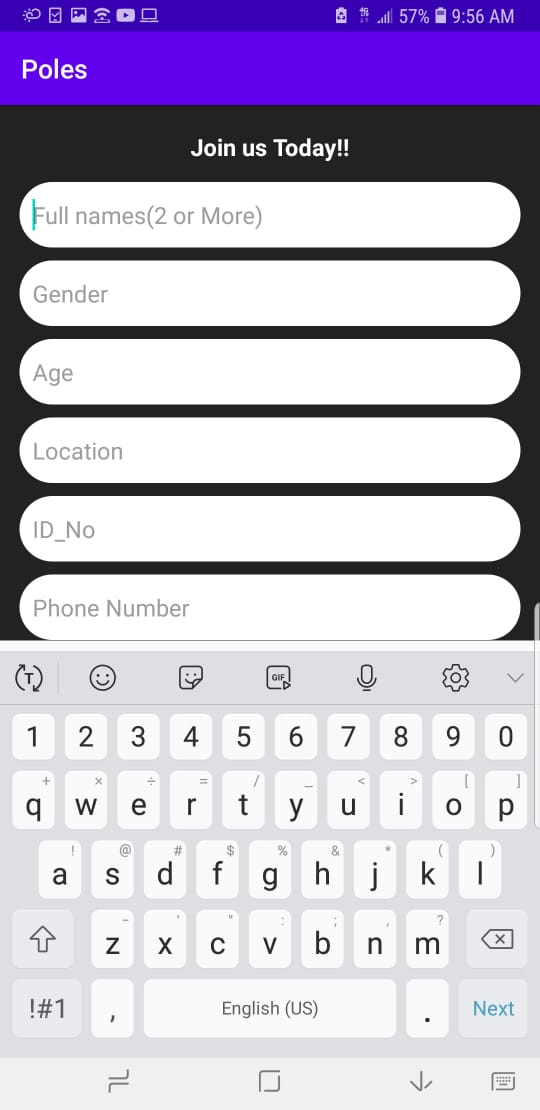 57% 9:56 AM
Poles
Join us Today!!
Full names(2 or More)
Gender
Age
Location
ID_No
Phone Number
T GIF
1 2 3 4 5 6 7 8 9 0
+ × ÷ = / _ < > [ ]
q w e r t y u i o p
! @ # $ % & * ( )
a s d f g h j k l
- ' " : ; , ?
z x c v b n m
!#1 , English (US) . Next